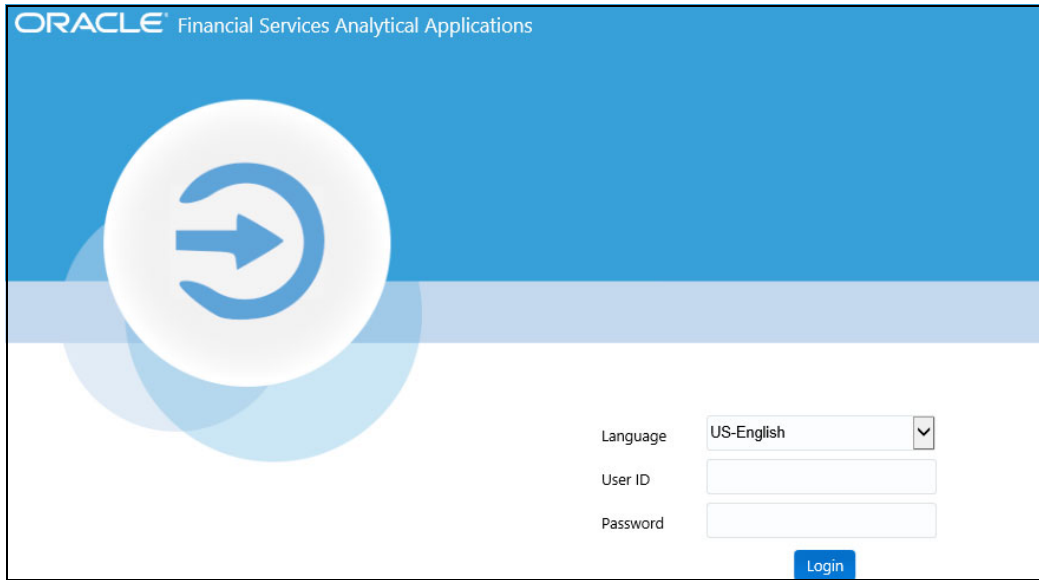 ORACLE® Financial Services Analytical Applications
Language US-English
User ID
Password
Login